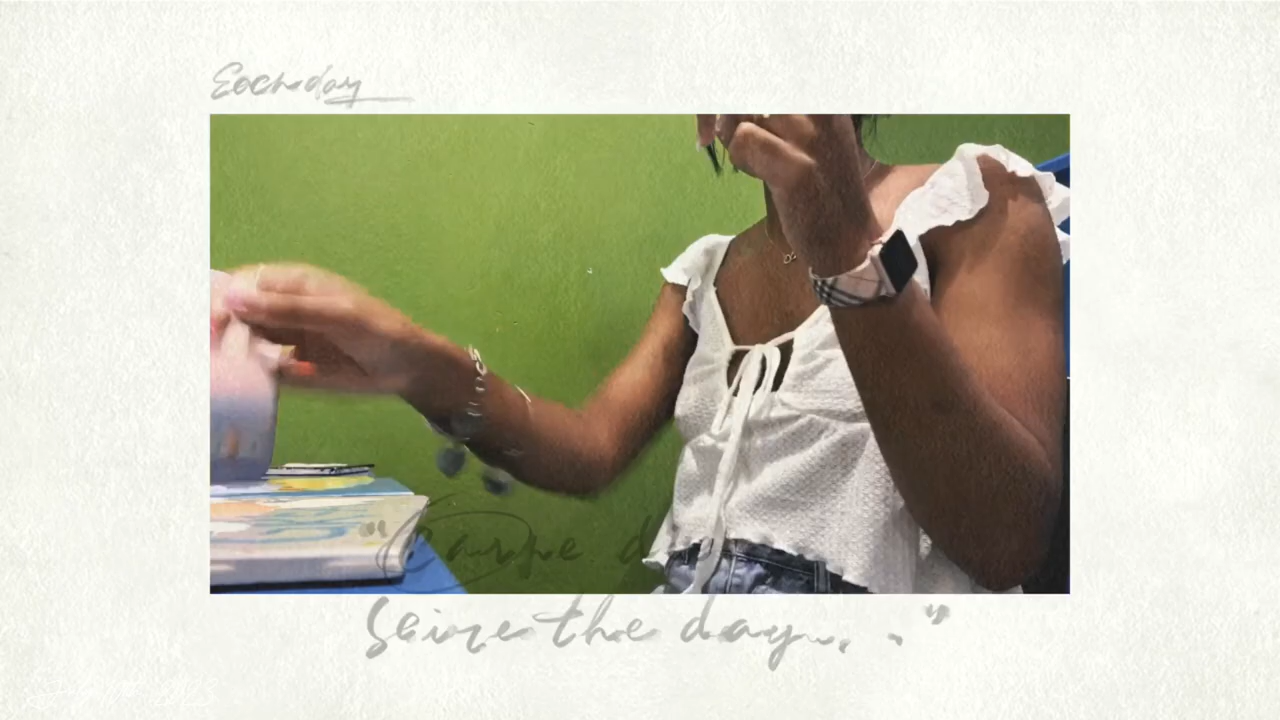 Each day
"Carpe d
seize the day. . "